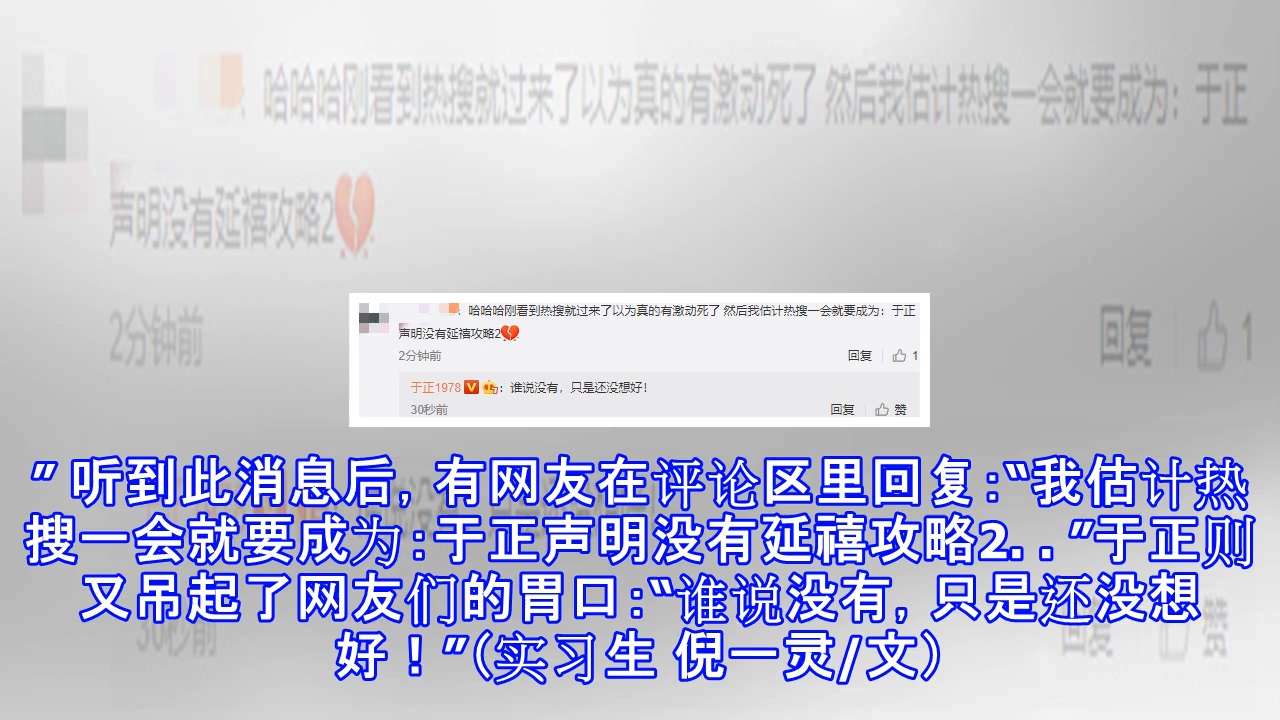 哈哈哈刚看到热搜就过来了以为真的有激动死了 然后我估计热搜一会就要成为：于正
声明没有延禧攻略2💔
2分钟前
回复 1
：哈哈哈刚看到热搜就过来了以为真的有激动死了 然后我估计热搜一会就要成为：于正
声明没有延禧攻略2💔
2分钟前
回复 1
于正1978 V ：谁说没有，只是还没想好！
30秒前
回复 赞
”听到此消息后,有网友在评论区里回复:“我估计热
搜一会就要成为:于正声明没有延禧攻略2..”于正则
又吊起了网友们的胃口:“谁说没有,只是还没想
好！”(实习生 倪一灵/文)
30秒前
回复 赞